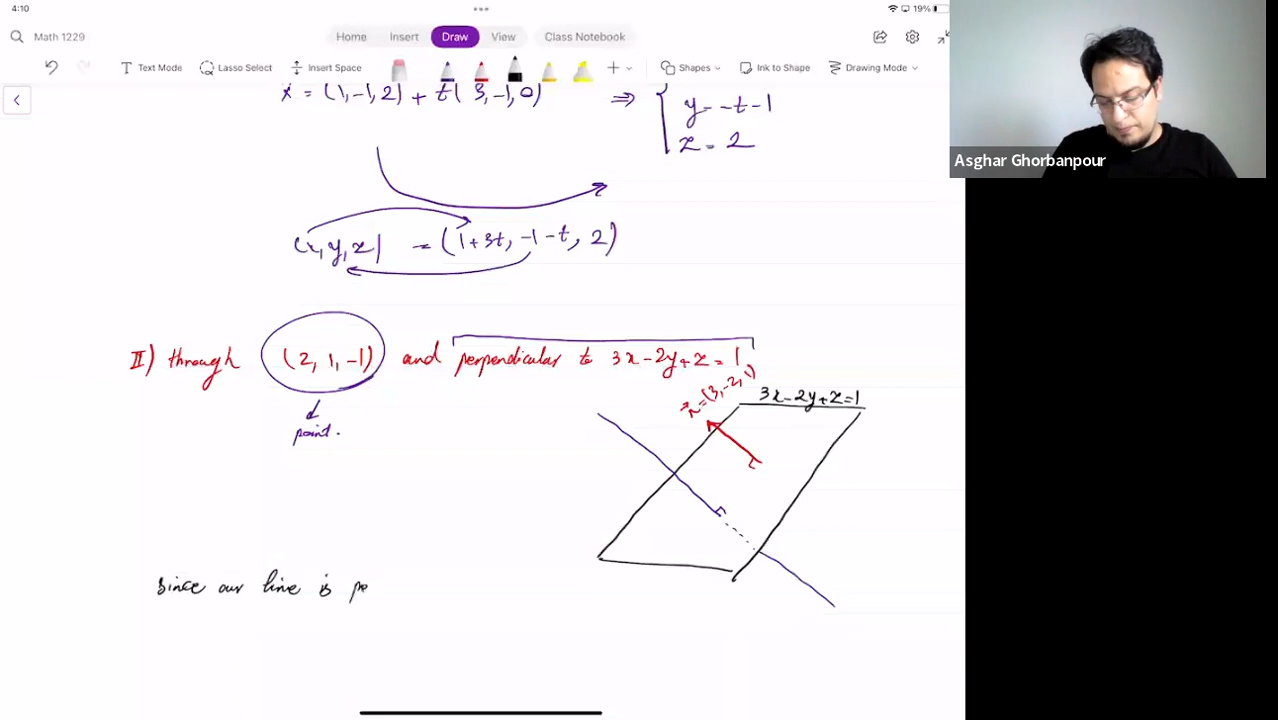 4:10
19%
Math 1229
Home Insert Draw View Class Notebook
Text Mode Lasso Select Insert Space Shapes Ink to Shape Drawing Mode
= (1, -1, 2) + t( 3, -1, 0) ⇒ { y = -t - 1
z = 2
(x, y, z) = (1+3t, -1-t, 2)
II) through (2, 1, -1) and perpendicular to 3x-2y+z = 1
point.
n=(3,-2,1)
3x-2y+z=1
Since our line is pe
Asghar Ghorbanpour